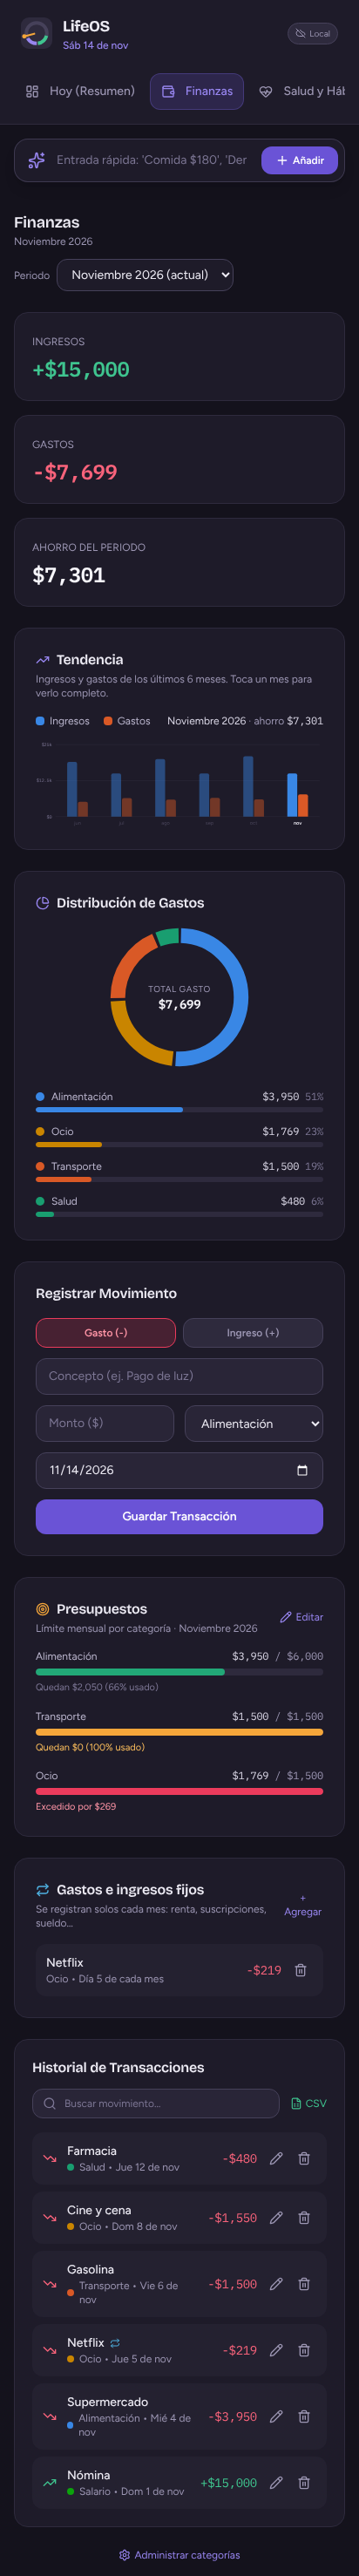 LifeOS
Sáb 14 de nov
Local
Hoy (Resumen)
Finanzas
Salud y Háb
Entrada rápida: 'Comida $180', 'Der
+ Añadir
Finanzas
Noviembre 2026
Periodo
Noviembre 2026 (actual)
INGRESOS
+$15,000
GASTOS
-$7,699
AHORRO DEL PERIODO
$7,301
Tendencia
Ingresos y gastos de los últimos 6 meses. Toca un mes para
verlo completo.
Ingresos
Gastos
Noviembre 2026 · ahorro $7,301
$0
nov
Distribución de Gastos
TOTAL GASTO
$7,699
Alimentación
$3,950 51%
Ocio
$1,769 23%
Transporte
$1,500 19%
Salud
$480 6%
Registrar Movimiento
Gasto (-)
Ingreso (+)
Concepto (ej. Pago de luz)
Monto ($)
Alimentación
11/14/2026
Guardar Transacción
Presupuestos
Editar
Límite mensual por categoría · Noviembre 2026
Alimentación
$3,950 / $6,000
Quedan $2,050 (66% usado)
Transporte
$1,500 / $1,500
Quedan $0 (100% usado)
Ocio
$1,769 / $1,500
Excedido por $269
Gastos e ingresos fijos
+
Agregar
Se registran solos cada mes: renta, suscripciones,
sueldo...
Netflix
Ocio • Día 5 de cada mes
-$219
Historial de Transacciones
Buscar movimiento...
CSV
Farmacia
Salud • Jue 12 de nov
-$480
Cine y cena
Ocio • Dom 8 de nov
-$1,550
Gasolina
Transporte • Vie 6 de
nov
-$1,500
Netflix
Ocio • Jue 5 de nov
-$219
Supermercado
Alimentación • Mié 4 de
nov
-$3,950
Nómina
Salario • Dom 1 de nov
+$15,000
Administrar categorías